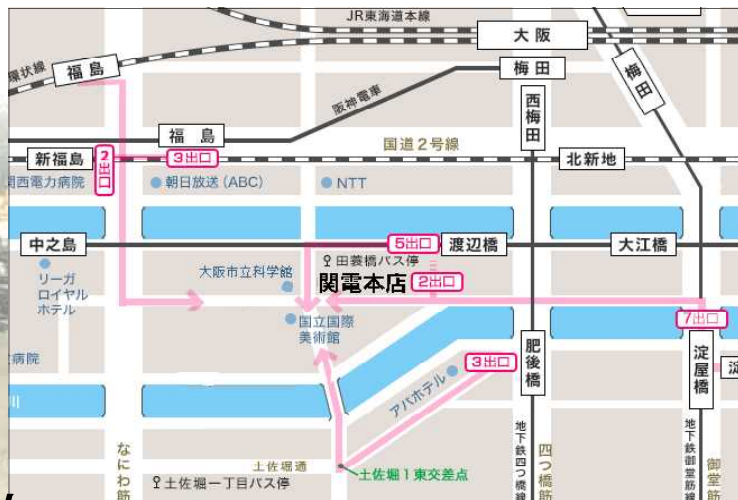 JR東海道本線
大阪
環状線
福島
梅田
梅田
阪神電車
西梅田
福島
国道2号線
新福島
2出口
3出口
北新地
関西電力病院
朝日放送(ABC)
NTT
中之島
5出口
渡辺橋
大江橋
田蓑橋バス停
大阪市立科学館
関電本店
2出口
リーガ
ロイヤル
ホテル
国立国際
美術館
7出口
病院
肥後橋
3出口
淀屋橋
淀
アパホテル
川
なにわ筋
土佐堀通
土佐堀1東交差点
土佐堀一丁目バス停
地下鉄四つ橋線
四つ橋筋
地下鉄御堂筋線
御堂筋